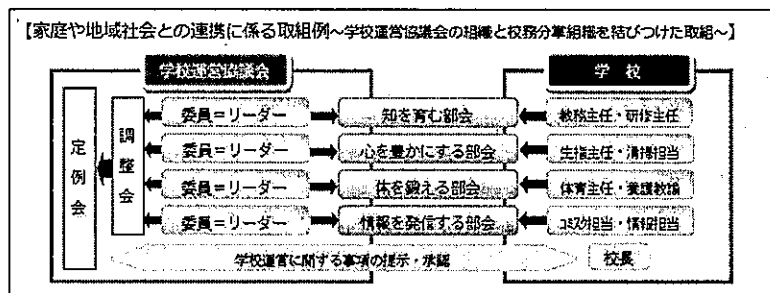 【家庭や地域社会との連携に係る取組例～学校運営協議会の組織と校務分掌組織を結びつけた取組～】
学校運営協議会
学 校
定例会
調整会
委員＝リーダー
知を育む部会
教務主任・研修主任
委員＝リーダー
心を豊かにする部会
生指主任・清掃担当
委員＝リーダー
体を鍛える部会
体育主任・養護教諭
委員＝リーダー
情報を発信する部会
コミスク担当・情報担当
学校運営に関する事項の提示・承認
校長